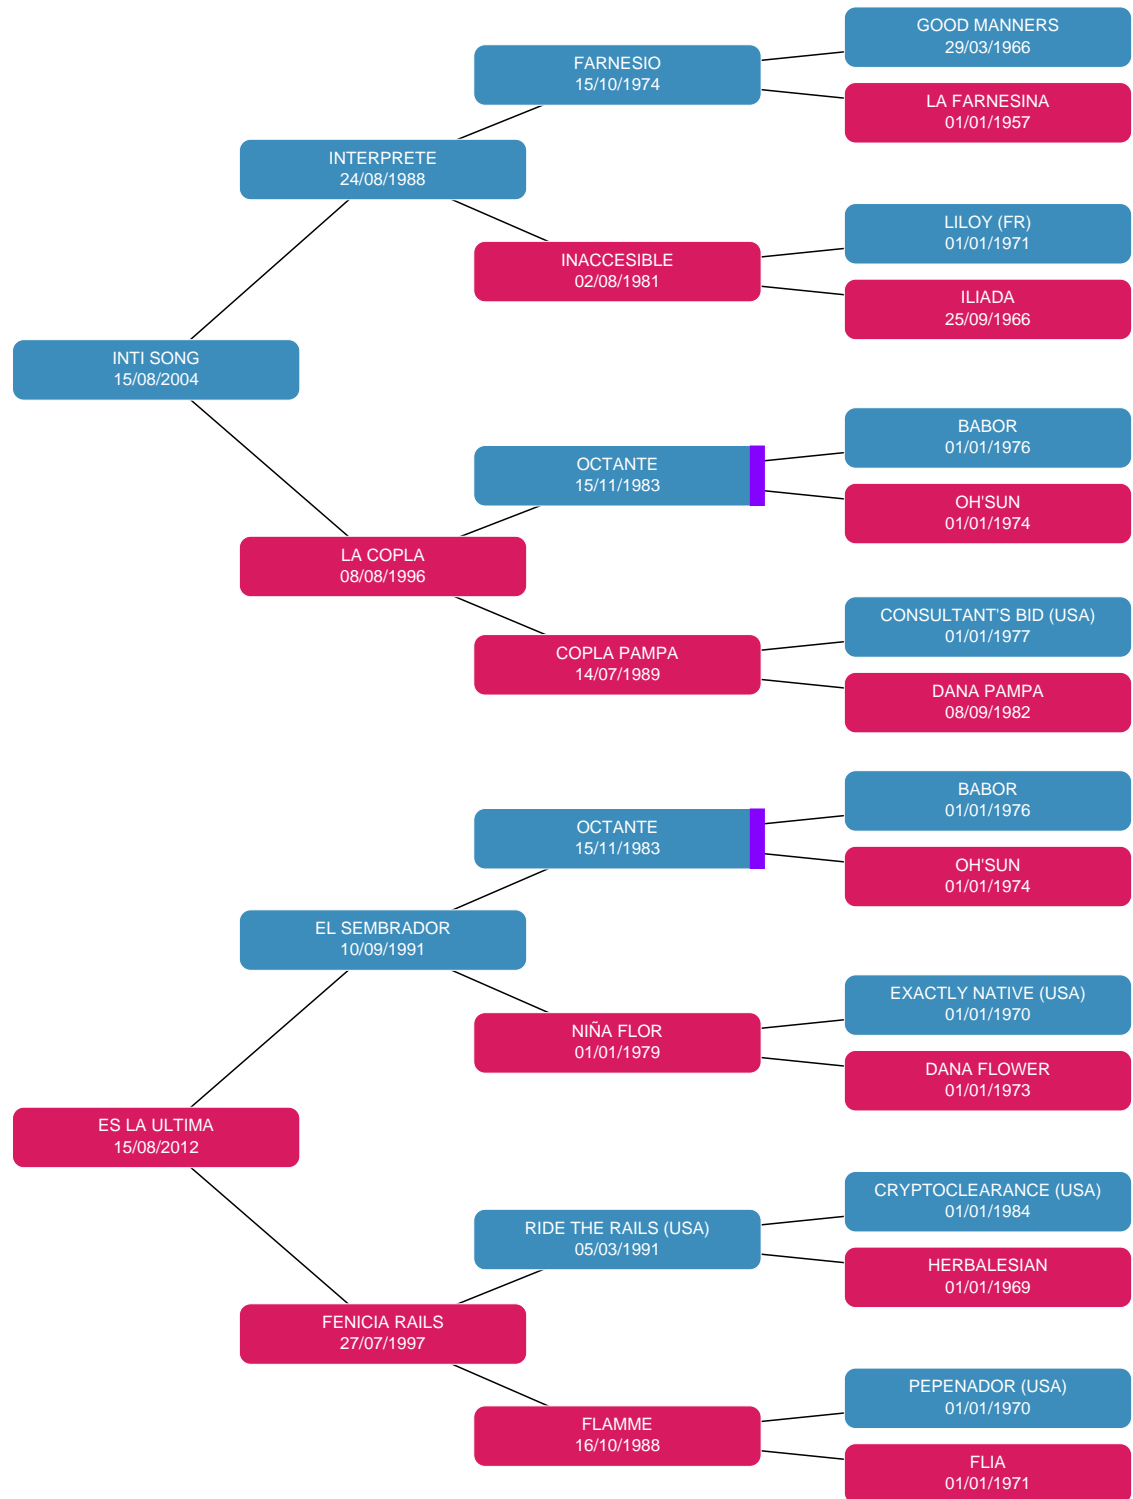 GOOD MANNERS
29/03/1966
FARNESIO
15/10/1974
LA FARNESINA
01/01/1957
INTERPRETE
24/08/1988
LILOY (FR)
01/01/1971
INACCESIBLE
02/08/1981
ILIADA
25/09/1966
INTI SONG
15/08/2004
BABOR
01/01/1976
OCTANTE
15/11/1983
OH'SUN
01/01/1974
LA COPLA
08/08/1996
CONSULTANT'S BID (USA)
01/01/1977
COPLA PAMPA
14/07/1989
DANA PAMPA
08/09/1982
BABOR
01/01/1976
OCTANTE
15/11/1983
OH'SUN
01/01/1974
EL SEMBRADOR
10/09/1991
EXACTLY NATIVE (USA)
01/01/1970
NIÑA FLOR
01/01/1979
DANA FLOWER
01/01/1973
ES LA ULTIMA
15/08/2012
CRYPTOCLEARANCE (USA)
01/01/1984
RIDE THE RAILS (USA)
05/03/1991
HERBALESIAN
01/01/1969
FENICIA RAILS
27/07/1997
PEPENADOR (USA)
01/01/1970
FLAMME
16/10/1988
FLIA
01/01/1971